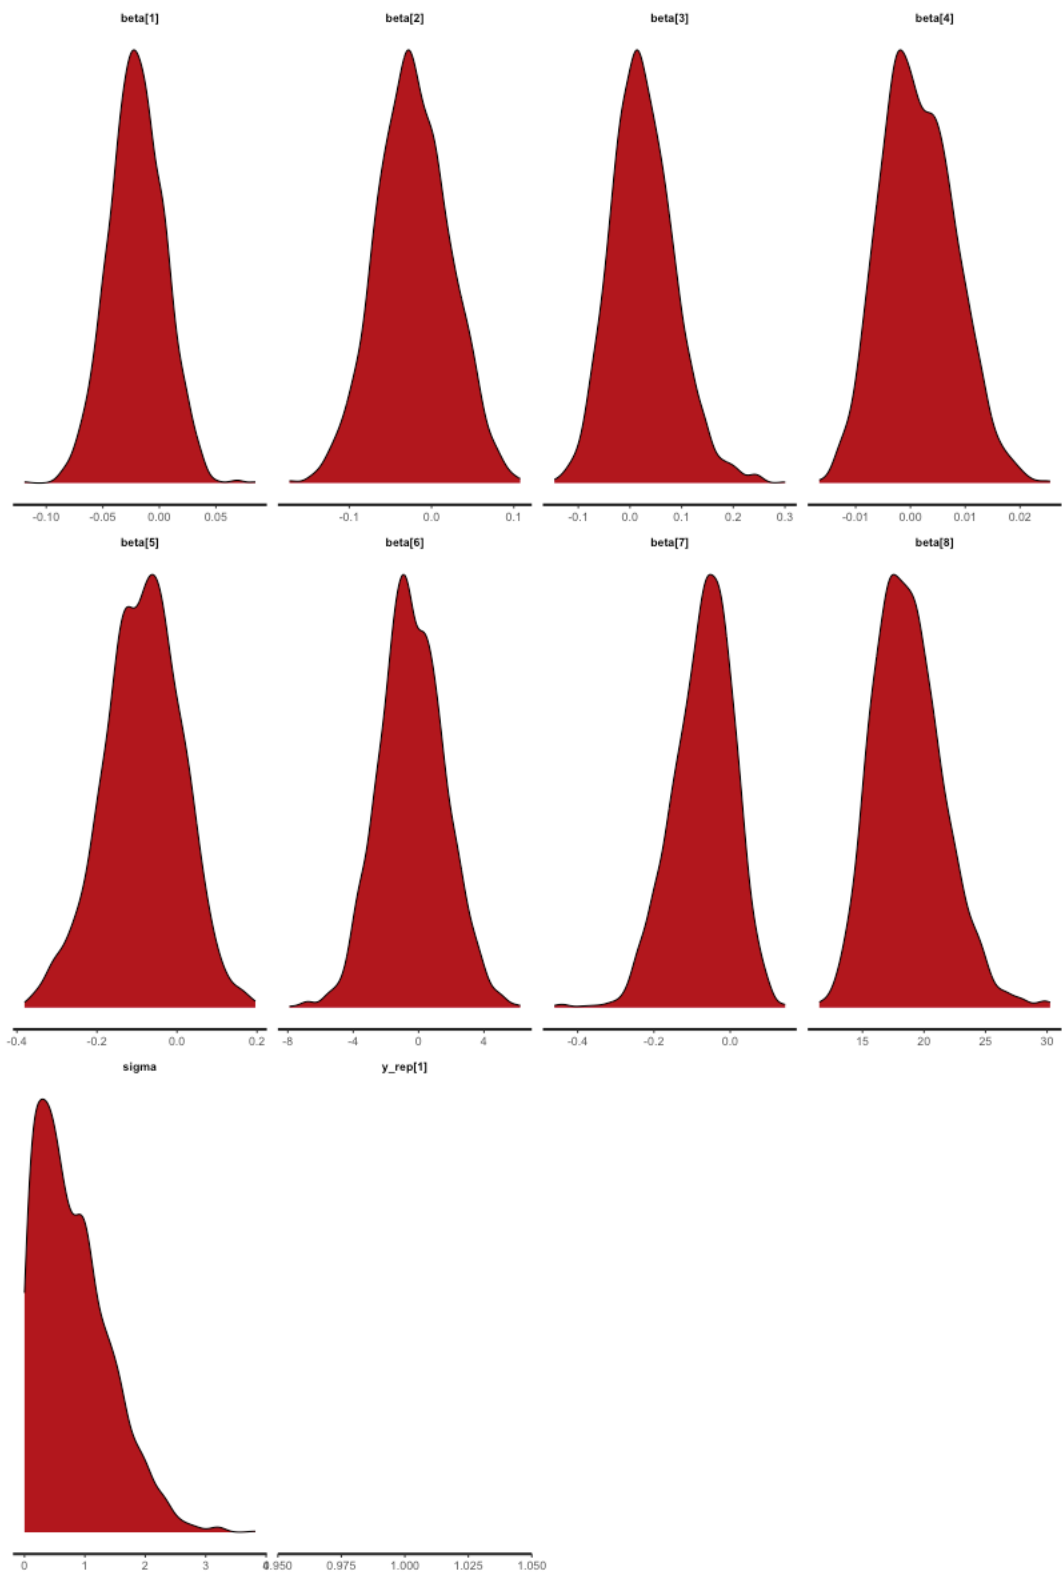 beta[1] beta[2] beta[3] beta[4]
-0.10 -0.05 0.00 0.05 -0.1 0.0 0.1 -0.1 0.0 0.1 0.2 0.3 -0.01 0.00 0.01 0.02
beta[5] beta[6] beta[7] beta[8]
-0.4 -0.2 0.0 0.2 -8 -4 0 4 -0.4 -0.2 0.0 15 20 25 30
sigma y_rep[1]
0 1 2 3 4 0.950 0.975 1.000 1.025 1.050